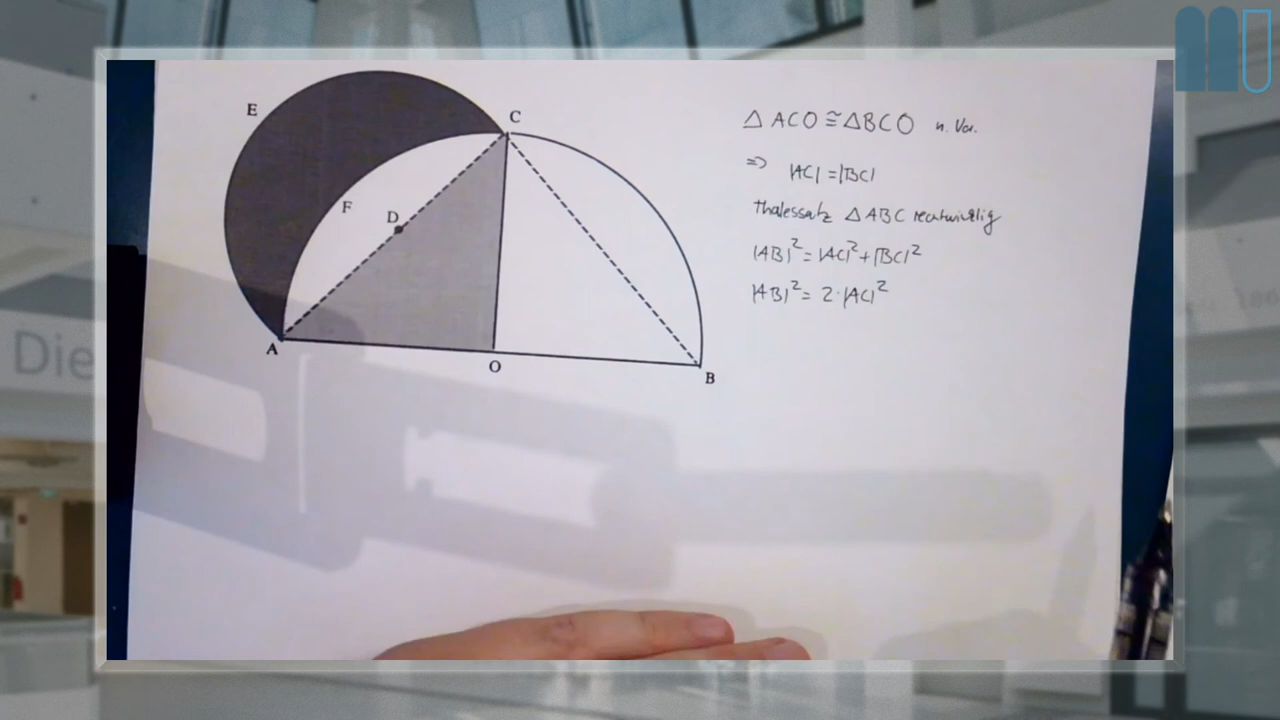 E
C
F
D
A
O
B
△ ACO ≅ △BCO n. Vor.
⇒ |AC| = |BC|
Thalessatz △ABC rechtwinklig
|AB|² = |AC|² + |BC|²
|AB|² = 2·|AC|²
Die